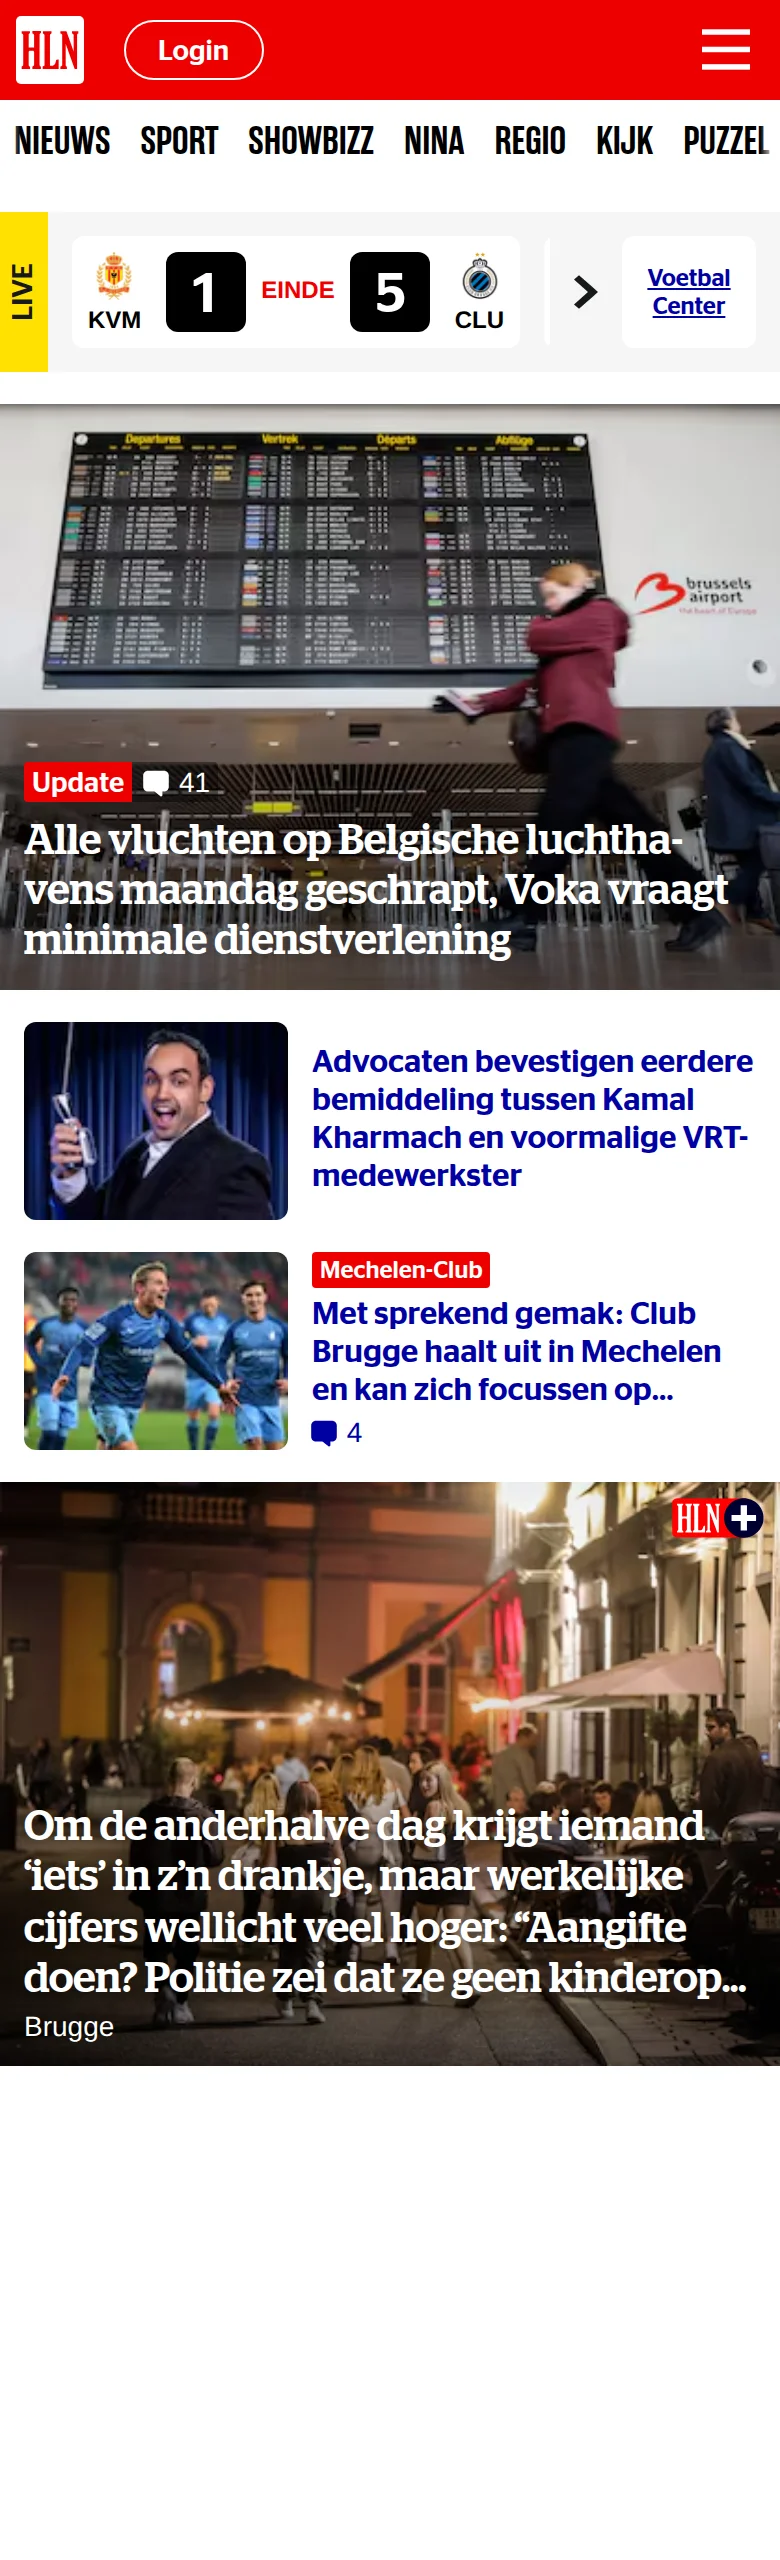 HLN
Login
NIEUWS SPORT SHOWBIZZ NINA REGIO KIJK PUZZEL
LIVE
KVM
1
EINDE
5
CLU
Voetbal
Center
Departures Vertrek Départs Abflüge
brussels
airport
the heart of Europe
Update
41
Alle vluchten op Belgische luchtha-
vens maandag geschrapt, Voka vraagt
minimale dienstverlening
Advocaten bevestigen eerdere
bemiddeling tussen Kamal
Kharmach en voormalige VRT-
medewerkster
Mechelen-Club
Met sprekend gemak: Club
Brugge haalt uit in Mechelen
en kan zich focussen op...
4
HLN+
Om de anderhalve dag krijgt iemand
‘iets’ in z’n drankje, maar werkelijke
cijfers wellicht veel hoger: “Aangifte
doen? Politie zei dat ze geen kinderop...
Brugge